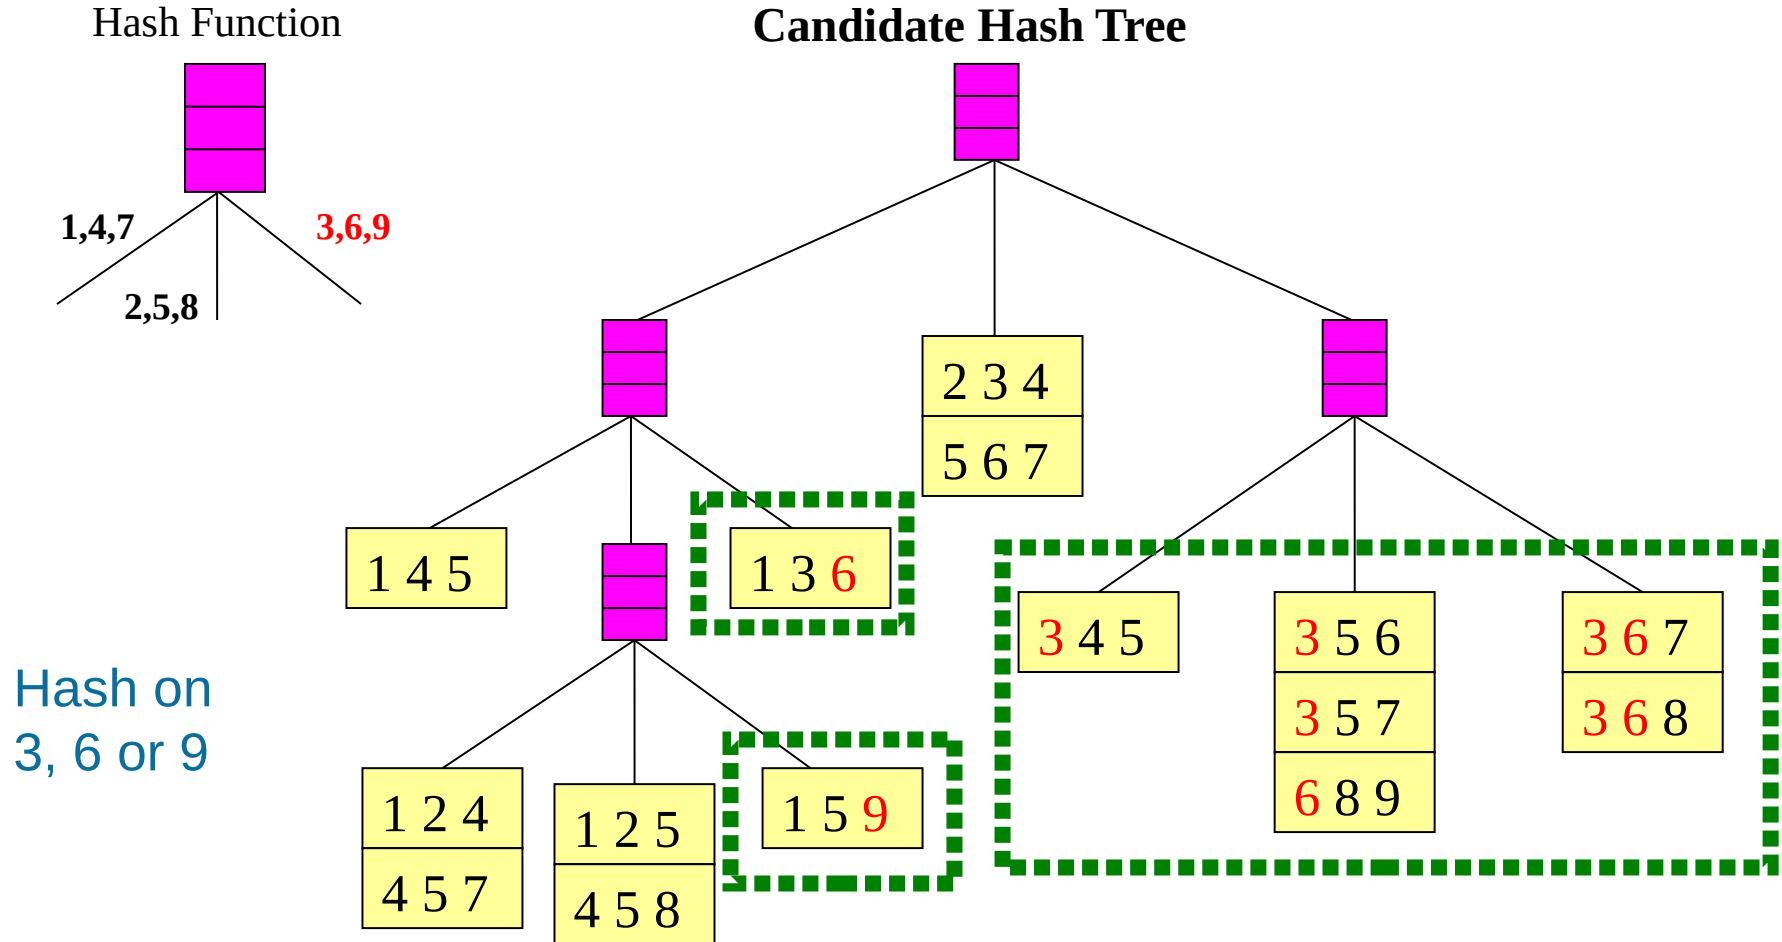 Hash Function
Candidate Hash Tree
1,4,7
3,6,9
2,5,8
2 3 4
5 6 7
1 4 5
1 3 6
3 4 5
3 5 6
3 6 7
3 5 7
3 6 8
6 8 9
Hash on
3, 6 or 9
1 2 4
1 2 5
1 5 9
4 5 7
4 5 8